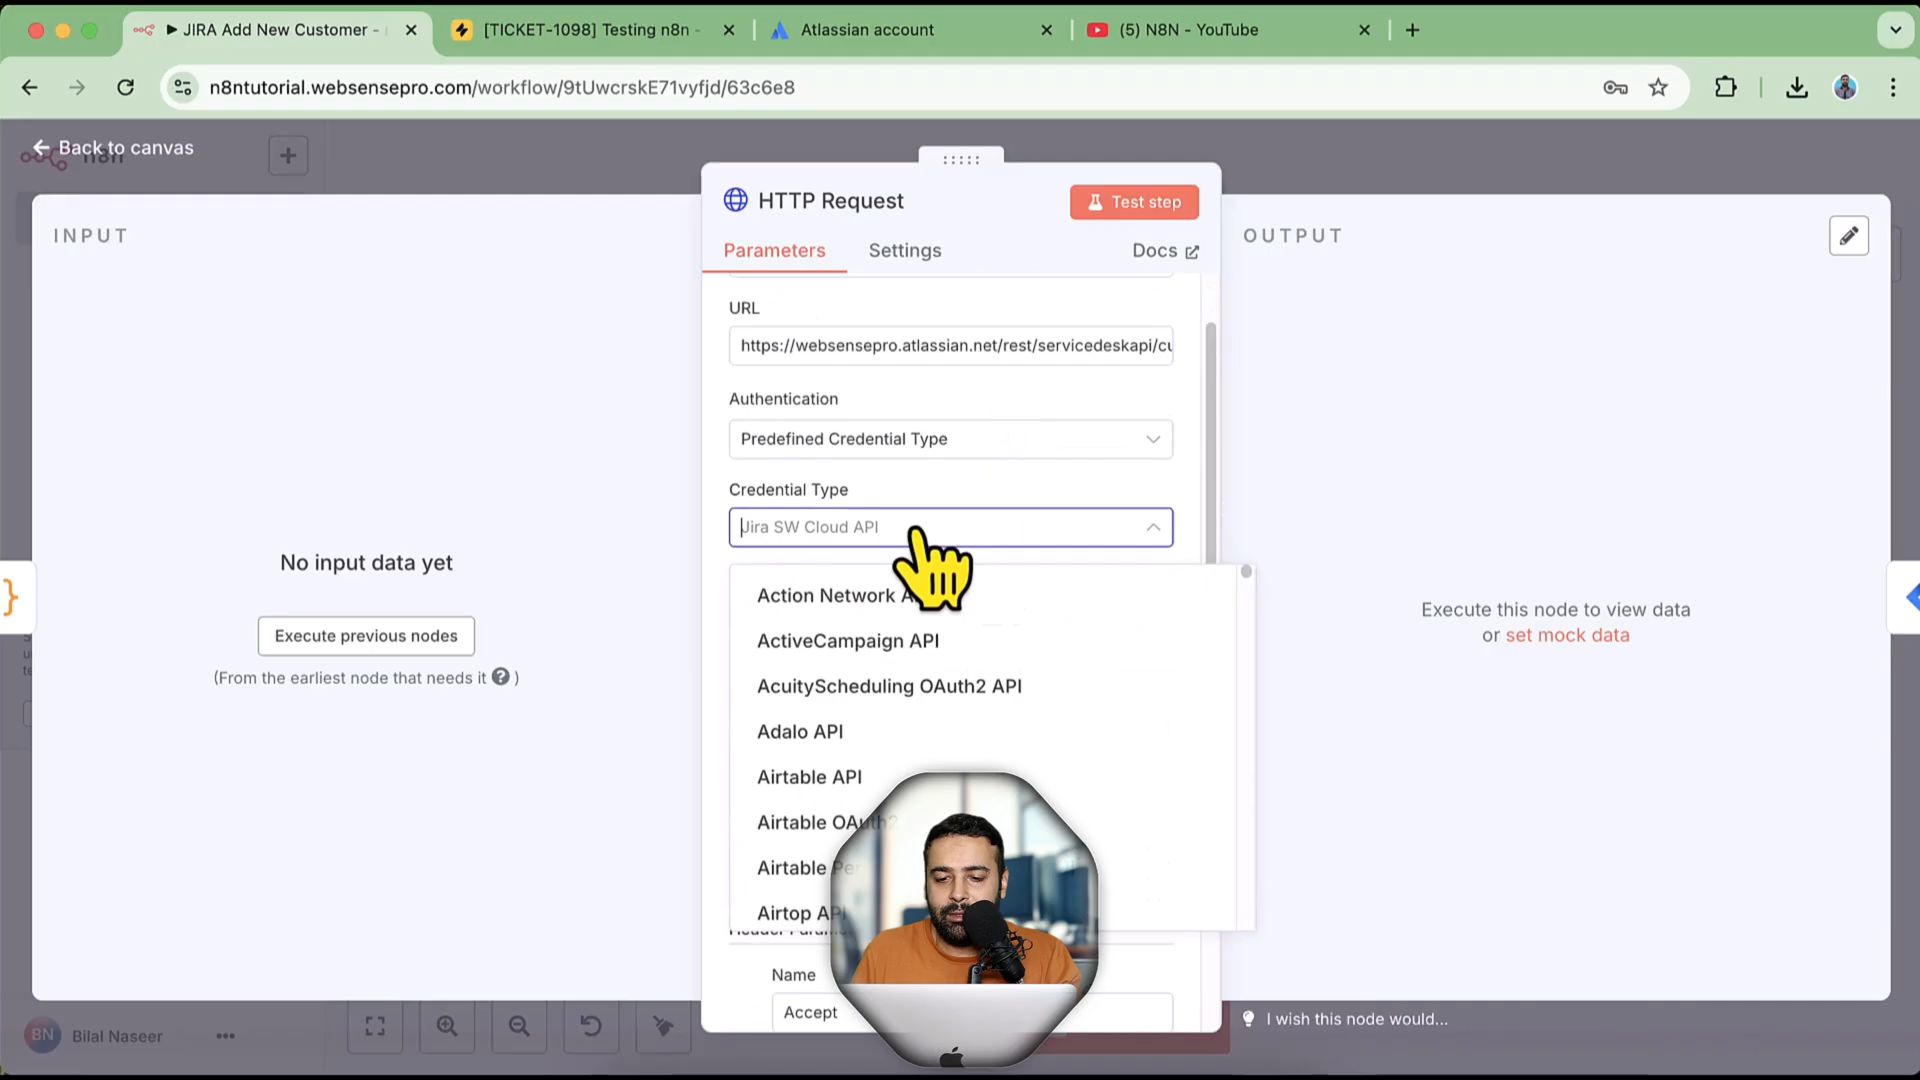 JIRA Add New Customer -
[TICKET-1098] Testing n8n -
Atlassian account
(5) N8N - YouTube
n8ntutorial.websensepro.com/workflow/9tUwcrskE71vyfjd/63c6e8
Back to canvas
n8n
INPUT
No input data yet
Execute previous nodes
(From the earliest node that needs it ? )
HTTP Request
Test step
Parameters
Settings
Docs
URL
https://websensepro.atlassian.net/rest/servicedeskapi/cu
Authentication
Predefined Credential Type
Credential Type
Jira SW Cloud API
Action Network A
ActiveCampaign API
AcuityScheduling OAuth2 API
Adalo API
Airtable API
Airtable OAuth2
Airtable Per
Airtop API
Name
Accept
OUTPUT
Execute this node to view data
or set mock data
I wish this node would...
BN
Bilal Naseer